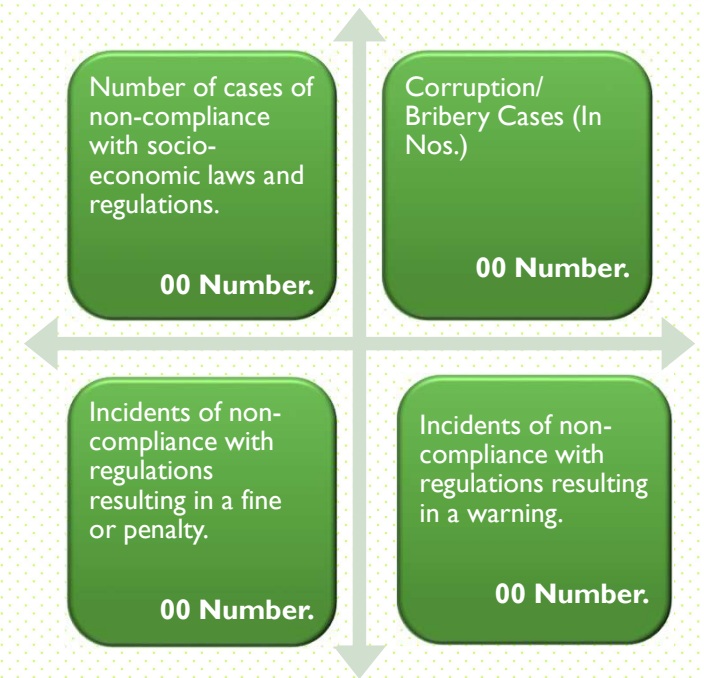 Number of cases of
non-compliance
with socio-
economic laws and
regulations.
00 Number.
Corruption/
Bribery Cases (In
Nos.)
00 Number.
Incidents of non-
compliance with
regulations
resulting in a fine
or penalty.
00 Number.
Incidents of non-
compliance with
regulations resulting
in a warning.
00 Number.